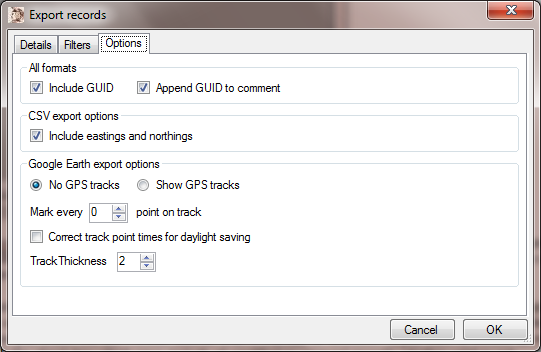 Export records
Details Filters Options
All formats
Include GUID Append GUID to comment
CSV export options
Include eastings and northings
Google Earth export options
No GPS tracks Show GPS tracks
Mark every 0 point on track
Correct track point times for daylight saving
TrackThickness 2
Cancel OK